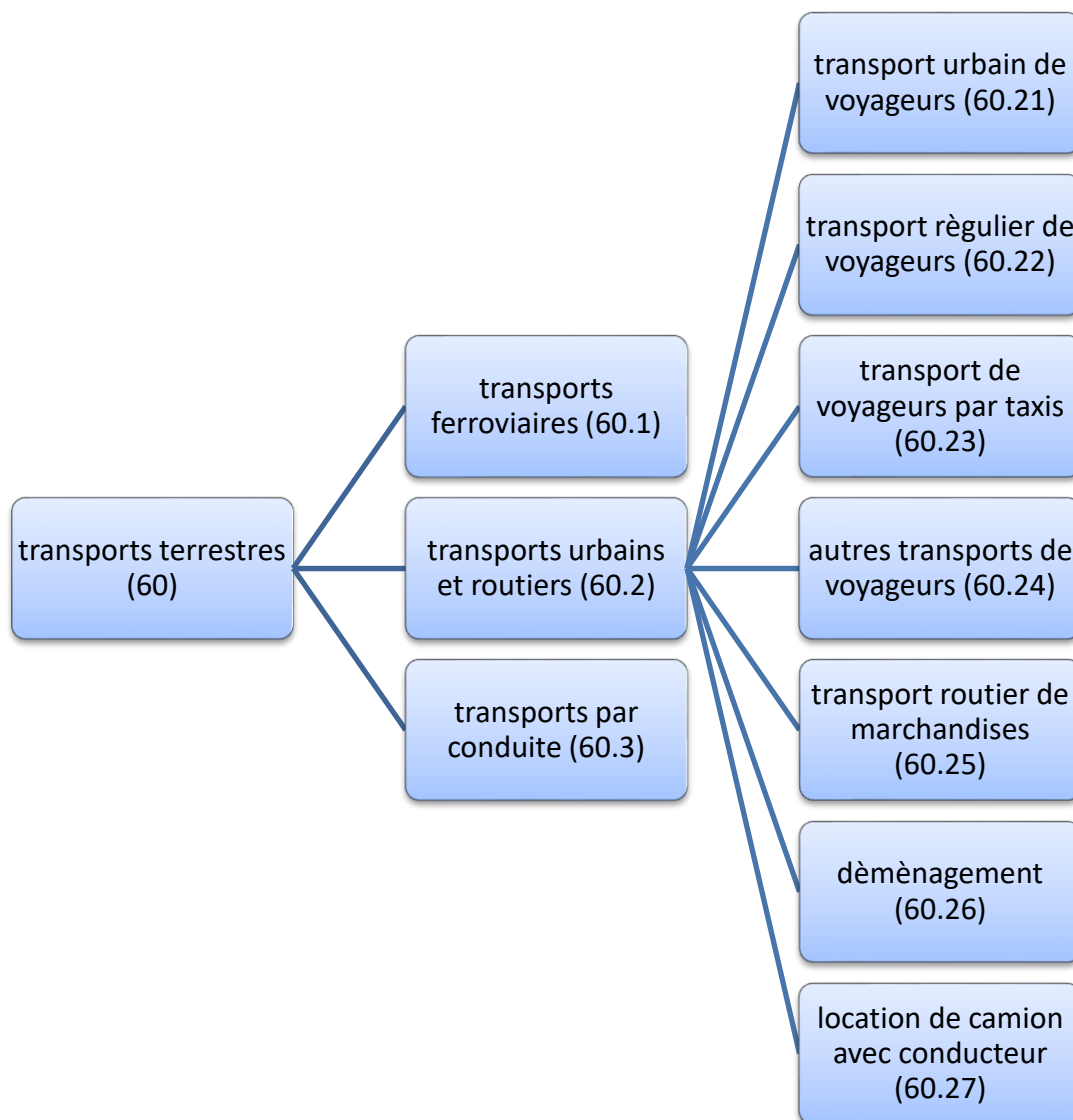 transports terrestres
(60)
transports
ferroviaires (60.1)
transports urbains
et routiers (60.2)
transports par
conduite (60.3)
transport urbain de
voyageurs (60.21)
transport règulier de
voyageurs (60.22)
transport de
voyageurs par taxis
(60.23)
autres transports de
voyageurs (60.24)
transport routier de
marchandises
(60.25)
dèmènagement
(60.26)
location de camion
avec conducteur
(60.27)